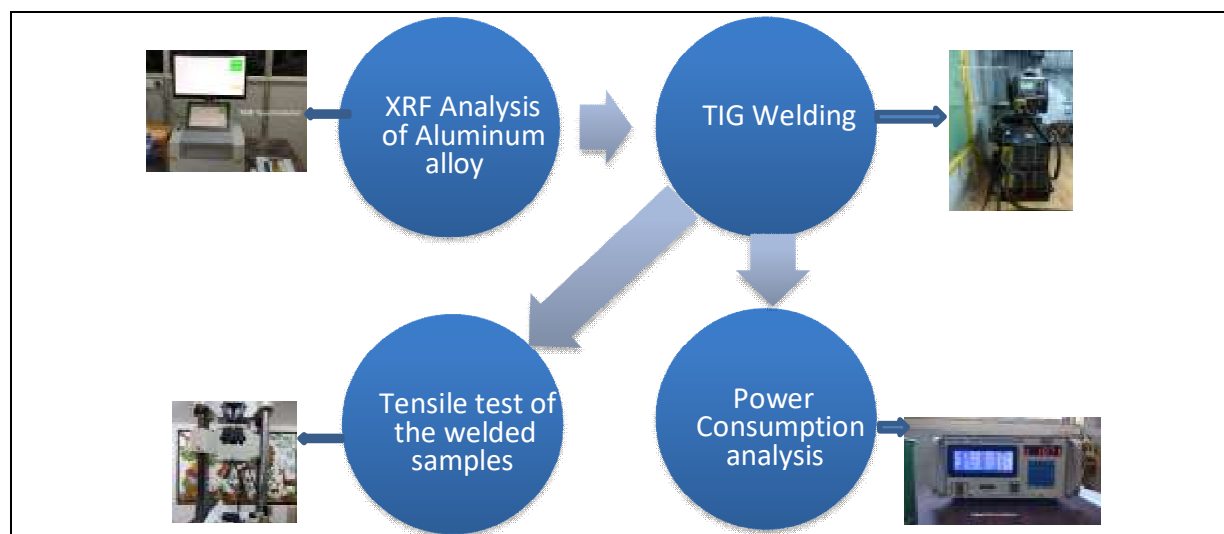 XRF Analysis
of Aluminum
alloy
TIG Welding
Tensile test of
the welded
samples
Power
Consumption
analysis